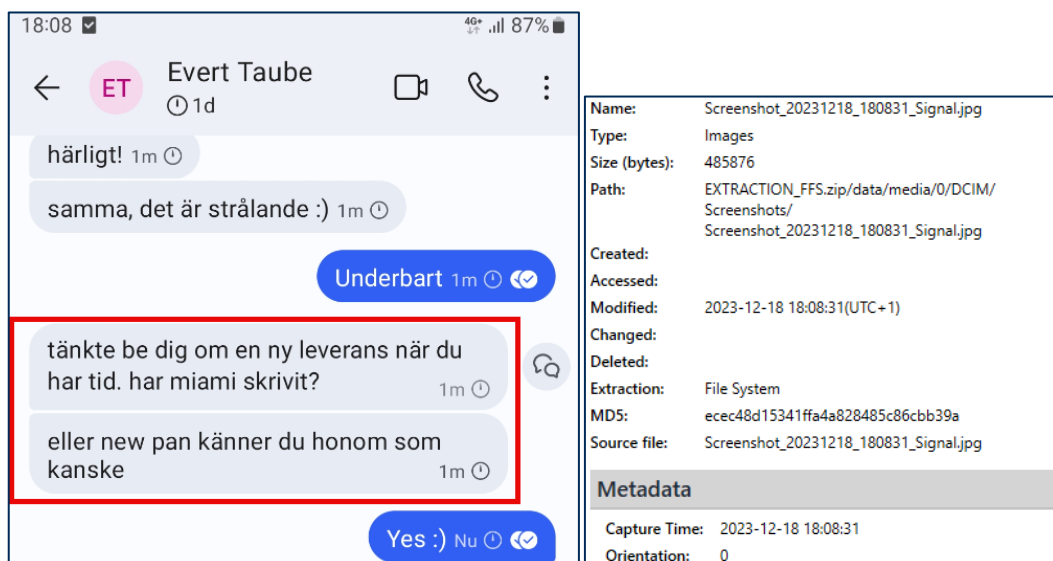 18:08
4G+ 87%
ET
Evert Taube
1d
härligt! 1m
samma, det är strålande :) 1m
Underbart 1m
tänkte be dig om en ny leverans när du
har tid. har miami skrivit?
1m
eller new pan känner du honom som
kanske
1m
Yes :) Nu
Name: Screenshot_20231218_180831_Signal.jpg
Type: Images
Size (bytes): 485876
Path: EXTRACTION_FFS.zip/data/media/0/DCIM/
Screenshots/
Screenshot_20231218_180831_Signal.jpg
Created:
Accessed:
Modified: 2023-12-18 18:08:31(UTC+1)
Changed:
Deleted:
Extraction: File System
MD5: ecec48d15341ffa4a828485c86cbb39a
Source file: Screenshot_20231218_180831_Signal.jpg
Metadata
Capture Time: 2023-12-18 18:08:31
Orientation: 0